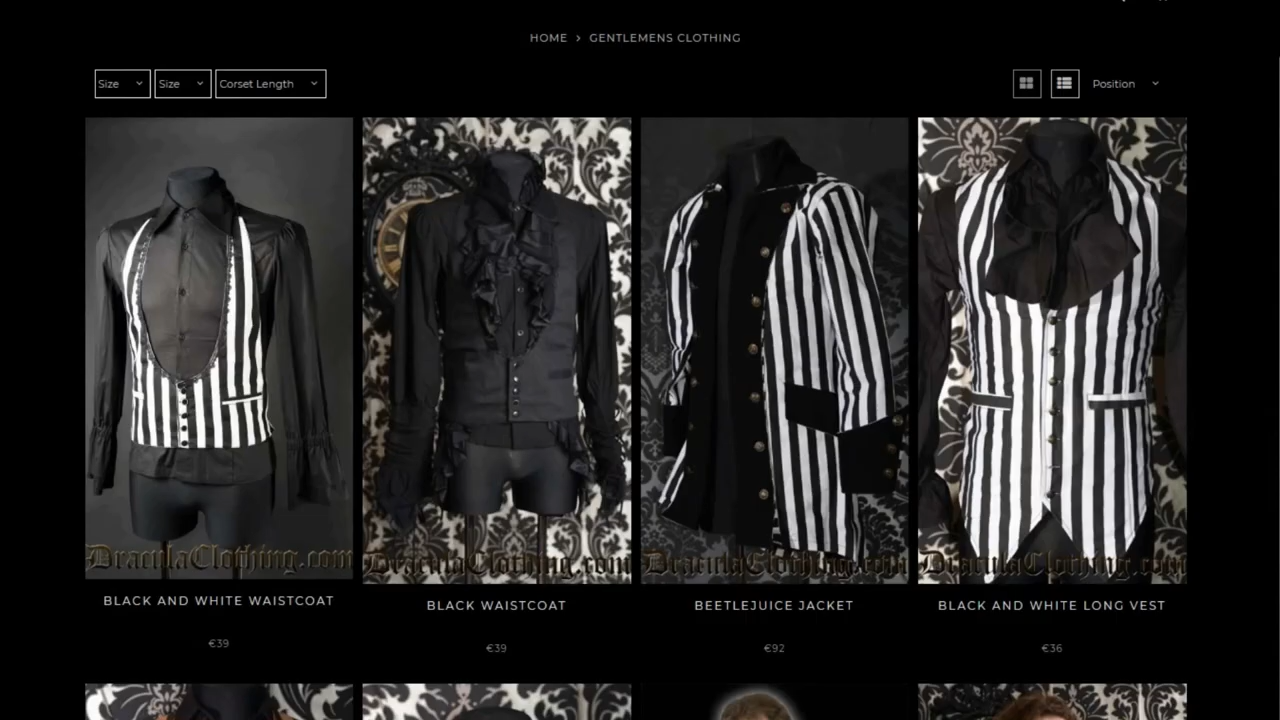 HOME > GENTLEMENS CLOTHING
Size Size Corset Length Position
DraculaClothing.com DraculaClothing.com DraculaClothing.com DraculaClothing.com
BLACK AND WHITE WAISTCOAT
€39
BLACK WAISTCOAT
€39
BEETLEJUICE JACKET
€92
BLACK AND WHITE LONG VEST
€36